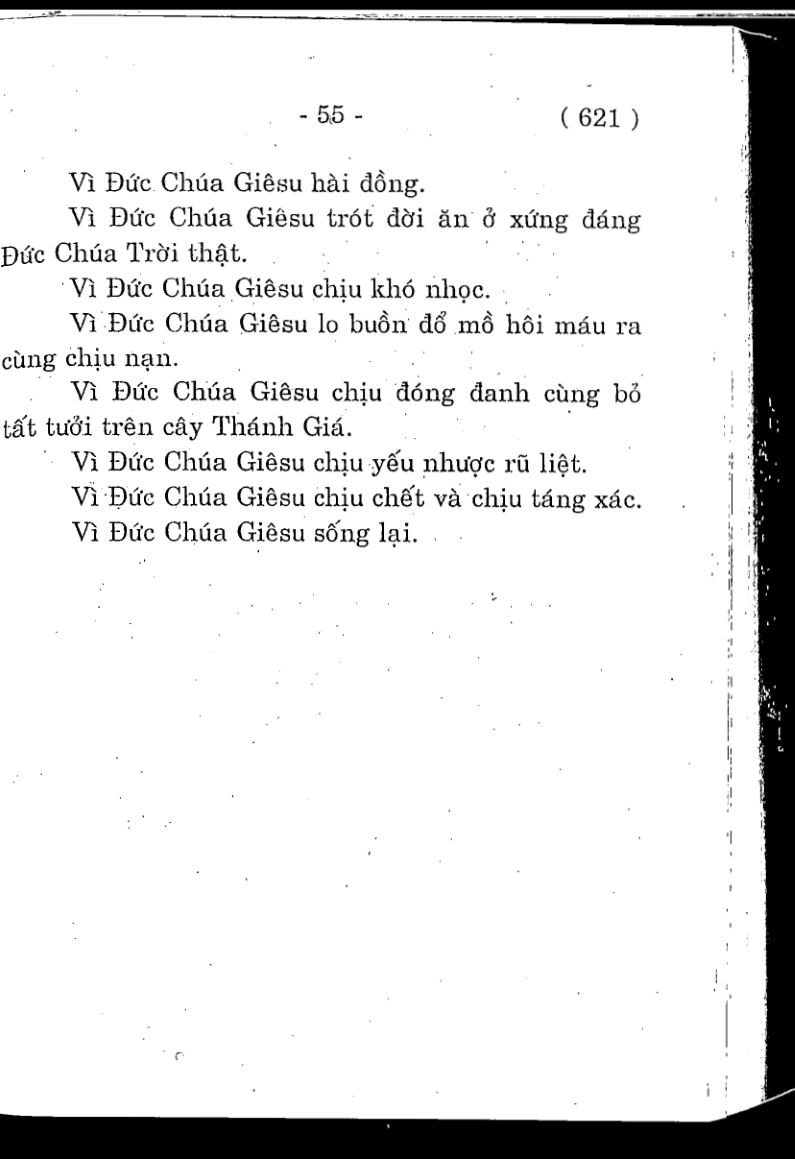 - 55 - ( 621 )
Vì Đức Chúa Giêsu hài đồng.
Vì Đức Chúa Giêsu trót đời ăn ở xứng đáng
Đức Chúa Trời thật.
Vì Đức Chúa Giêsu chịu khó nhọc.
Vì Đức Chúa Giêsu lo buồn đổ mồ hôi máu ra
cùng chịu nạn.
Vì Đức Chúa Giêsu chịu đóng đanh cùng bỏ
tất tưởi trên cây Thánh Giá.
Vì Đức Chúa Giêsu chịu yếu nhược rũ liệt.
Vì Đức Chúa Giêsu chịu chết và chịu táng xác.
Vì Đức Chúa Giêsu sống lại.